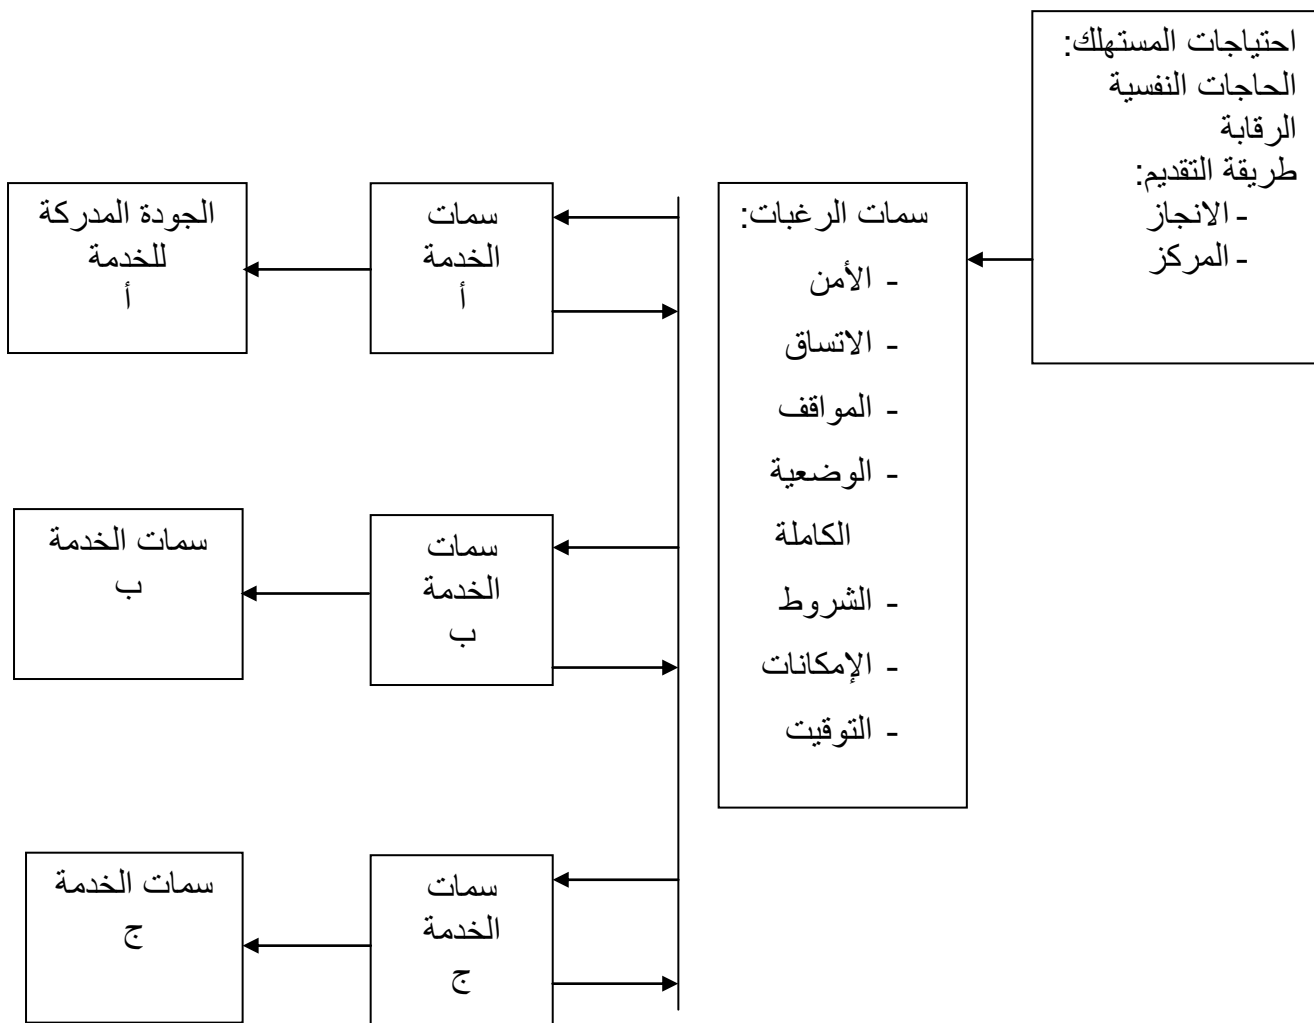 احتياجات المستهلك:
الحاجات النفسية
الرقابة
طريقة التقديم:
- الانجاز
- المركز
سمات الرغبات:
- الأمن
- الاتساق
- المواقف
- الوضعية
الكاملة
- الشروط
- الإمكانات
- التوقيت
سمات
الخدمة
أ
الجودة المدركة
للخدمة
أ
سمات
الخدمة
ب
سمات الخدمة
ب
سمات
الخدمة
ج
سمات الخدمة
ج